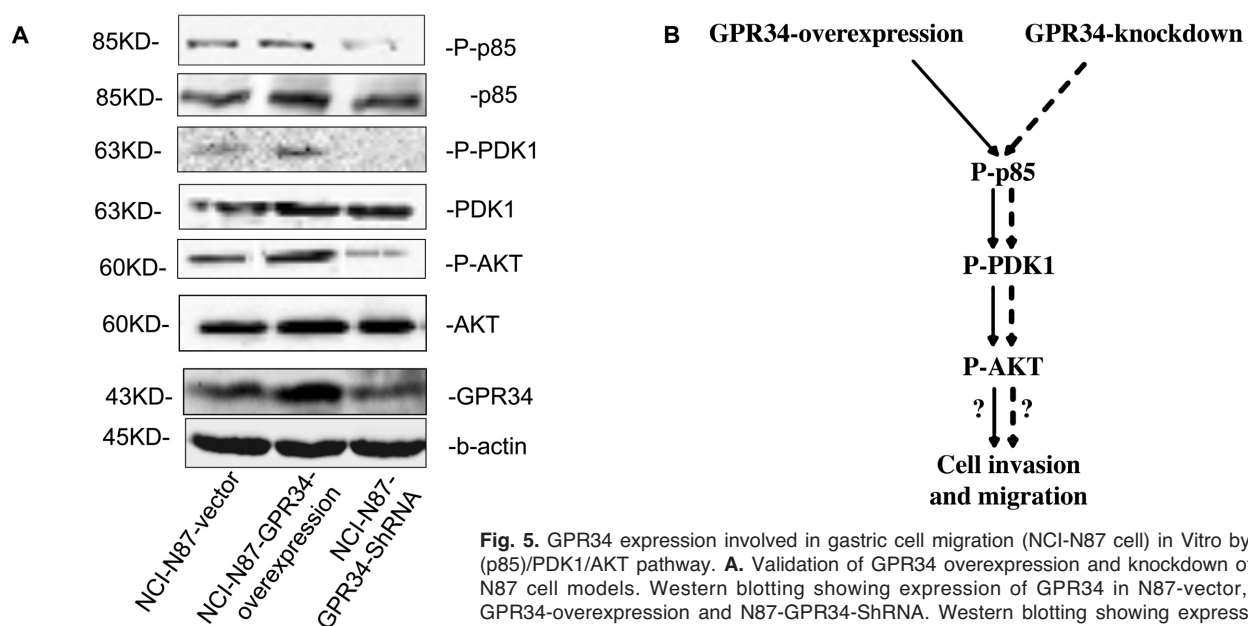 A
85KD-
-P-p85
85KD-
-p85
63KD-
-P-PDK1
63KD-
-PDK1
60KD-
-P-AKT
60KD-
-AKT
43KD-
-GPR34
45KD-
-b-actin
NCI-N87-vector
NCI-N87-GPR34-
overexpression
NCI-N87-
GPR34-ShRNA
B
GPR34-overexpression
GPR34-knockdown
P-p85
P-PDK1
P-AKT
? ?
Cell invasion
and migration
Fig. 5. GPR34 expression involved in gastric cell migration (NCI-N87 cell) in Vitro by
(p85)/PDK1/AKT pathway. A. Validation of GPR34 overexpression and knockdown of
N87 cell models. Western blotting showing expression of GPR34 in N87-vector,
GPR34-overexpression and N87-GPR34-ShRNA. Western blotting showing express